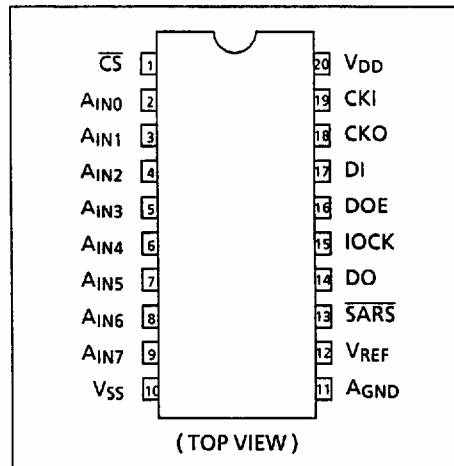 C̅S̅ 1 20 VDD
AIN0 2 19 CKI
AIN1 3 18 CKO
AIN2 4 17 DI
AIN3 5 16 DOE
AIN4 6 15 IOCK
AIN5 7 14 DO
AIN6 8 13 S̅A̅R̅S̅
AIN7 9 12 VREF
VSS 10 11 AGND
( TOP VIEW )